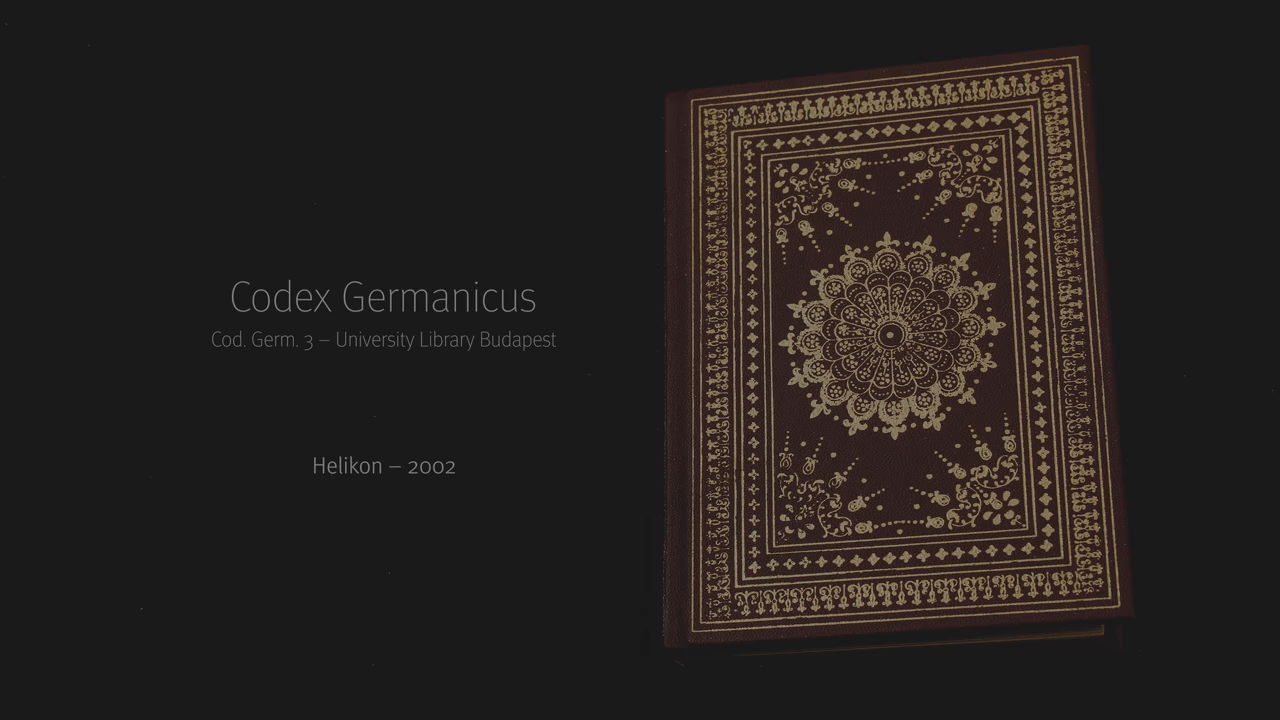 Codex Germanicus
Cod. Germ. 3 – University Library Budapest
Helikon – 2002